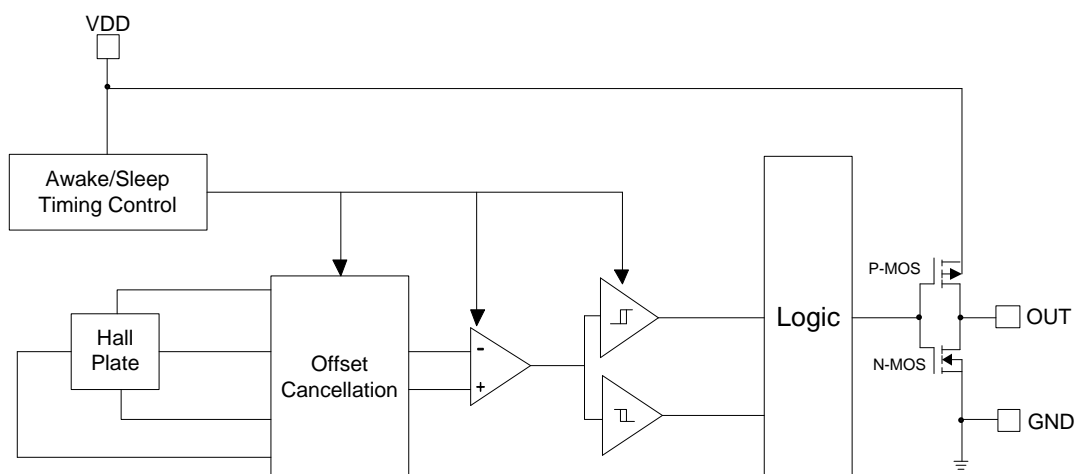 VDD
Awake/Sleep
Timing Control
P-MOS
Hall
Plate
Offset
Cancellation
-
+
Logic
OUT
N-MOS
GND